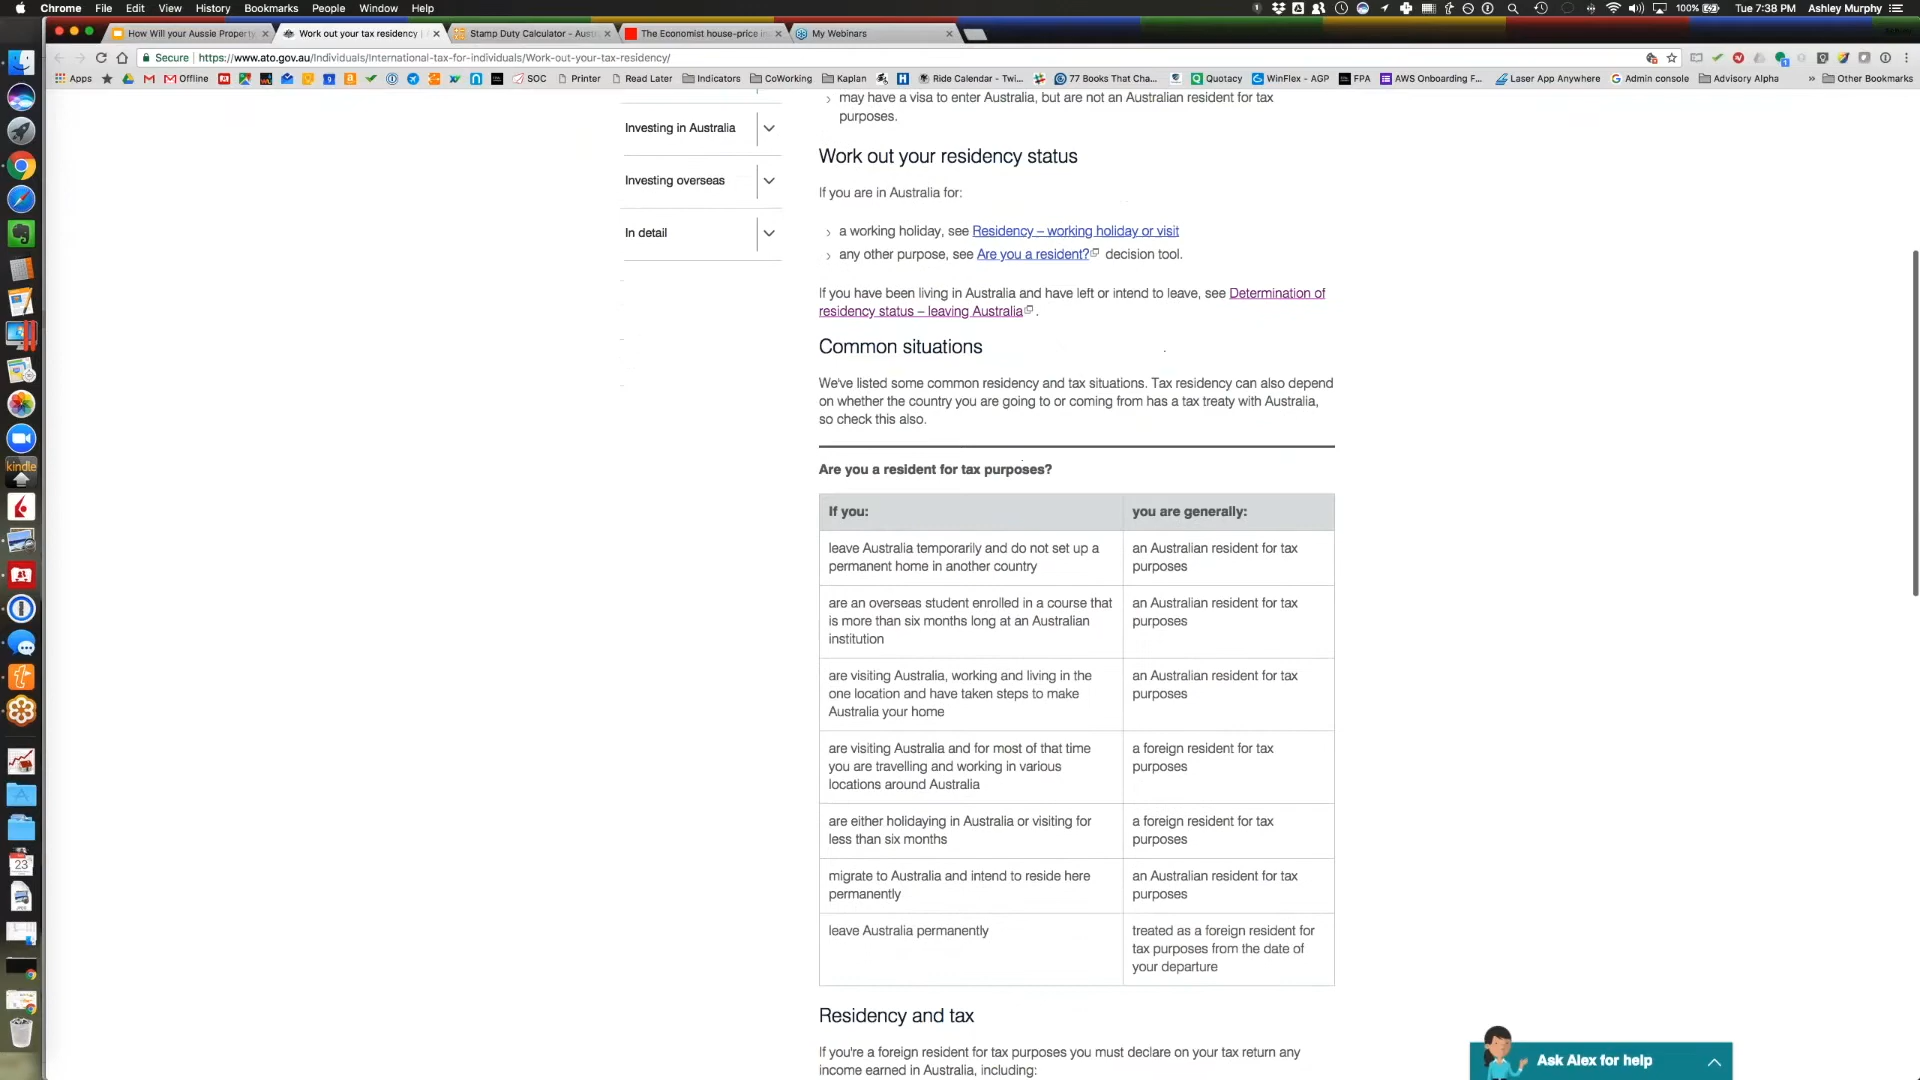 Chrome File Edit View History Bookmarks People Window Help
100% Tue 7:38 PM Ashley Murphy
How Will your Aussie Property
Work out your tax residency |
Stamp Duty Calculator - Aust
The Economist house-price in
My Webinars
Secure https://www.ato.gov.au/Individuals/International-tax-for-individuals/Work-out-your-tax-residency/
Apps
Offline
SOC
Printer
Read Later
Indicators
CoWorking
Kaplan
Ride Calendar - Twi...
77 Books That Cha...
Quotacy
WinFlex - AGP
FPA
AWS Onboarding F...
Laser App Anywhere
Admin console
Advisory Alpha
» Other Bookmarks
may have a visa to enter Australia, but are not an Australian resident for tax
purposes.
Investing in Australia
Investing overseas
In detail
Work out your residency status
If you are in Australia for:
a working holiday, see Residency – working holiday or visit
any other purpose, see Are you a resident? decision tool.
If you have been living in Australia and have left or intend to leave, see Determination of
residency status – leaving Australia .
Common situations
We've listed some common residency and tax situations. Tax residency can also depend
on whether the country you are going to or coming from has a tax treaty with Australia,
so check this also.
Are you a resident for tax purposes?
If you: you are generally:
leave Australia temporarily and do not set up a
permanent home in another country
an Australian resident for tax
purposes
are an overseas student enrolled in a course that
is more than six months long at an Australian
institution
an Australian resident for tax
purposes
are visiting Australia, working and living in the
one location and have taken steps to make
Australia your home
an Australian resident for tax
purposes
are visiting Australia and for most of that time
you are travelling and working in various
locations around Australia
a foreign resident for tax
purposes
are either holidaying in Australia or visiting for
less than six months
a foreign resident for tax
purposes
migrate to Australia and intend to reside here
permanently
an Australian resident for tax
purposes
leave Australia permanently
treated as a foreign resident for
tax purposes from the date of
your departure
Residency and tax
If you're a foreign resident for tax purposes you must declare on your tax return any
income earned in Australia, including:
Ask Alex for help
kindle
23